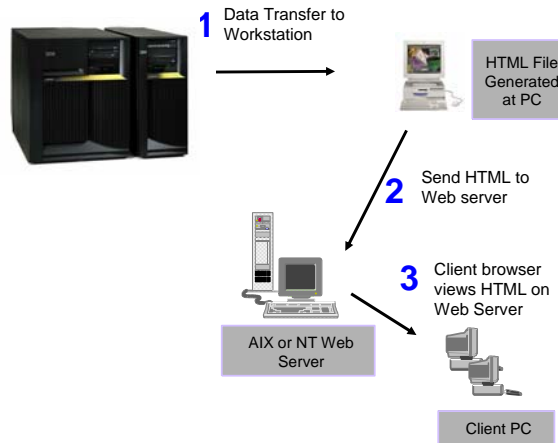 1
Data Transfer to
Workstation
HTML File
Generated
at PC
2
Send HTML to
Web server
3
Client browser
views HTML on
Web Server
AIX or NT Web
Server
Client PC